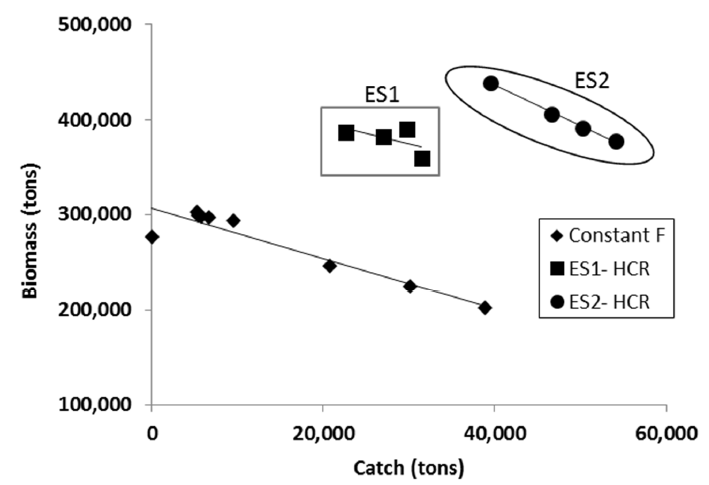 500,000
ES1
ES2
400,000
300,000
200,000
100,000
Biomass (tons)
Constant F
ES1- HCR
ES2- HCR
0
20,000
40,000
60,000
Catch (tons)